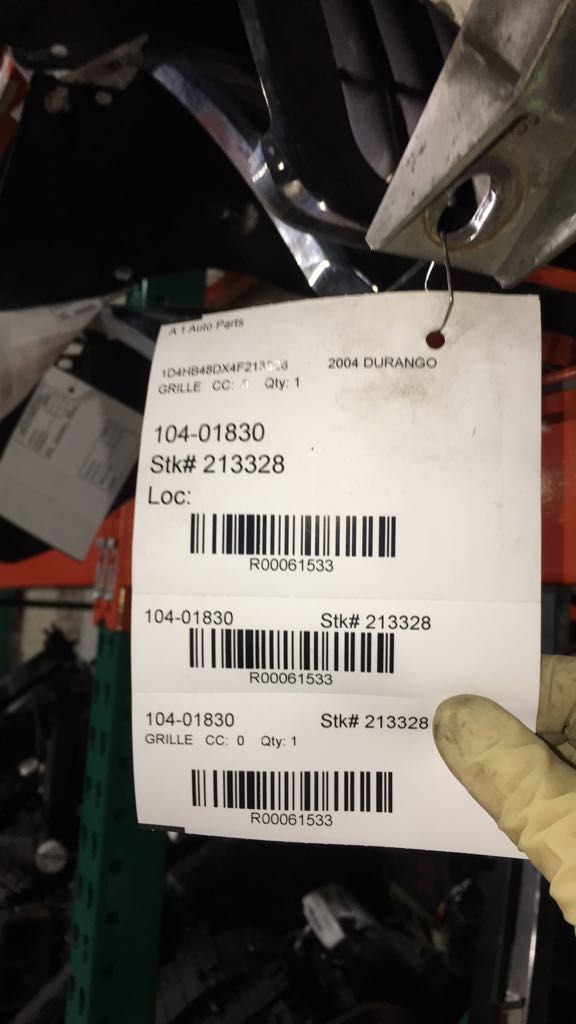 A 1 Auto Parts
2004 DURANGO
GRILLE CC: Qty: 1
104-01830
Stk# 213328
Loc:
R00061533
104-01830 Stk# 213328
R00061533
104-01830 Stk# 213328
GRILLE CC: 0 Qty: 1
R00061533